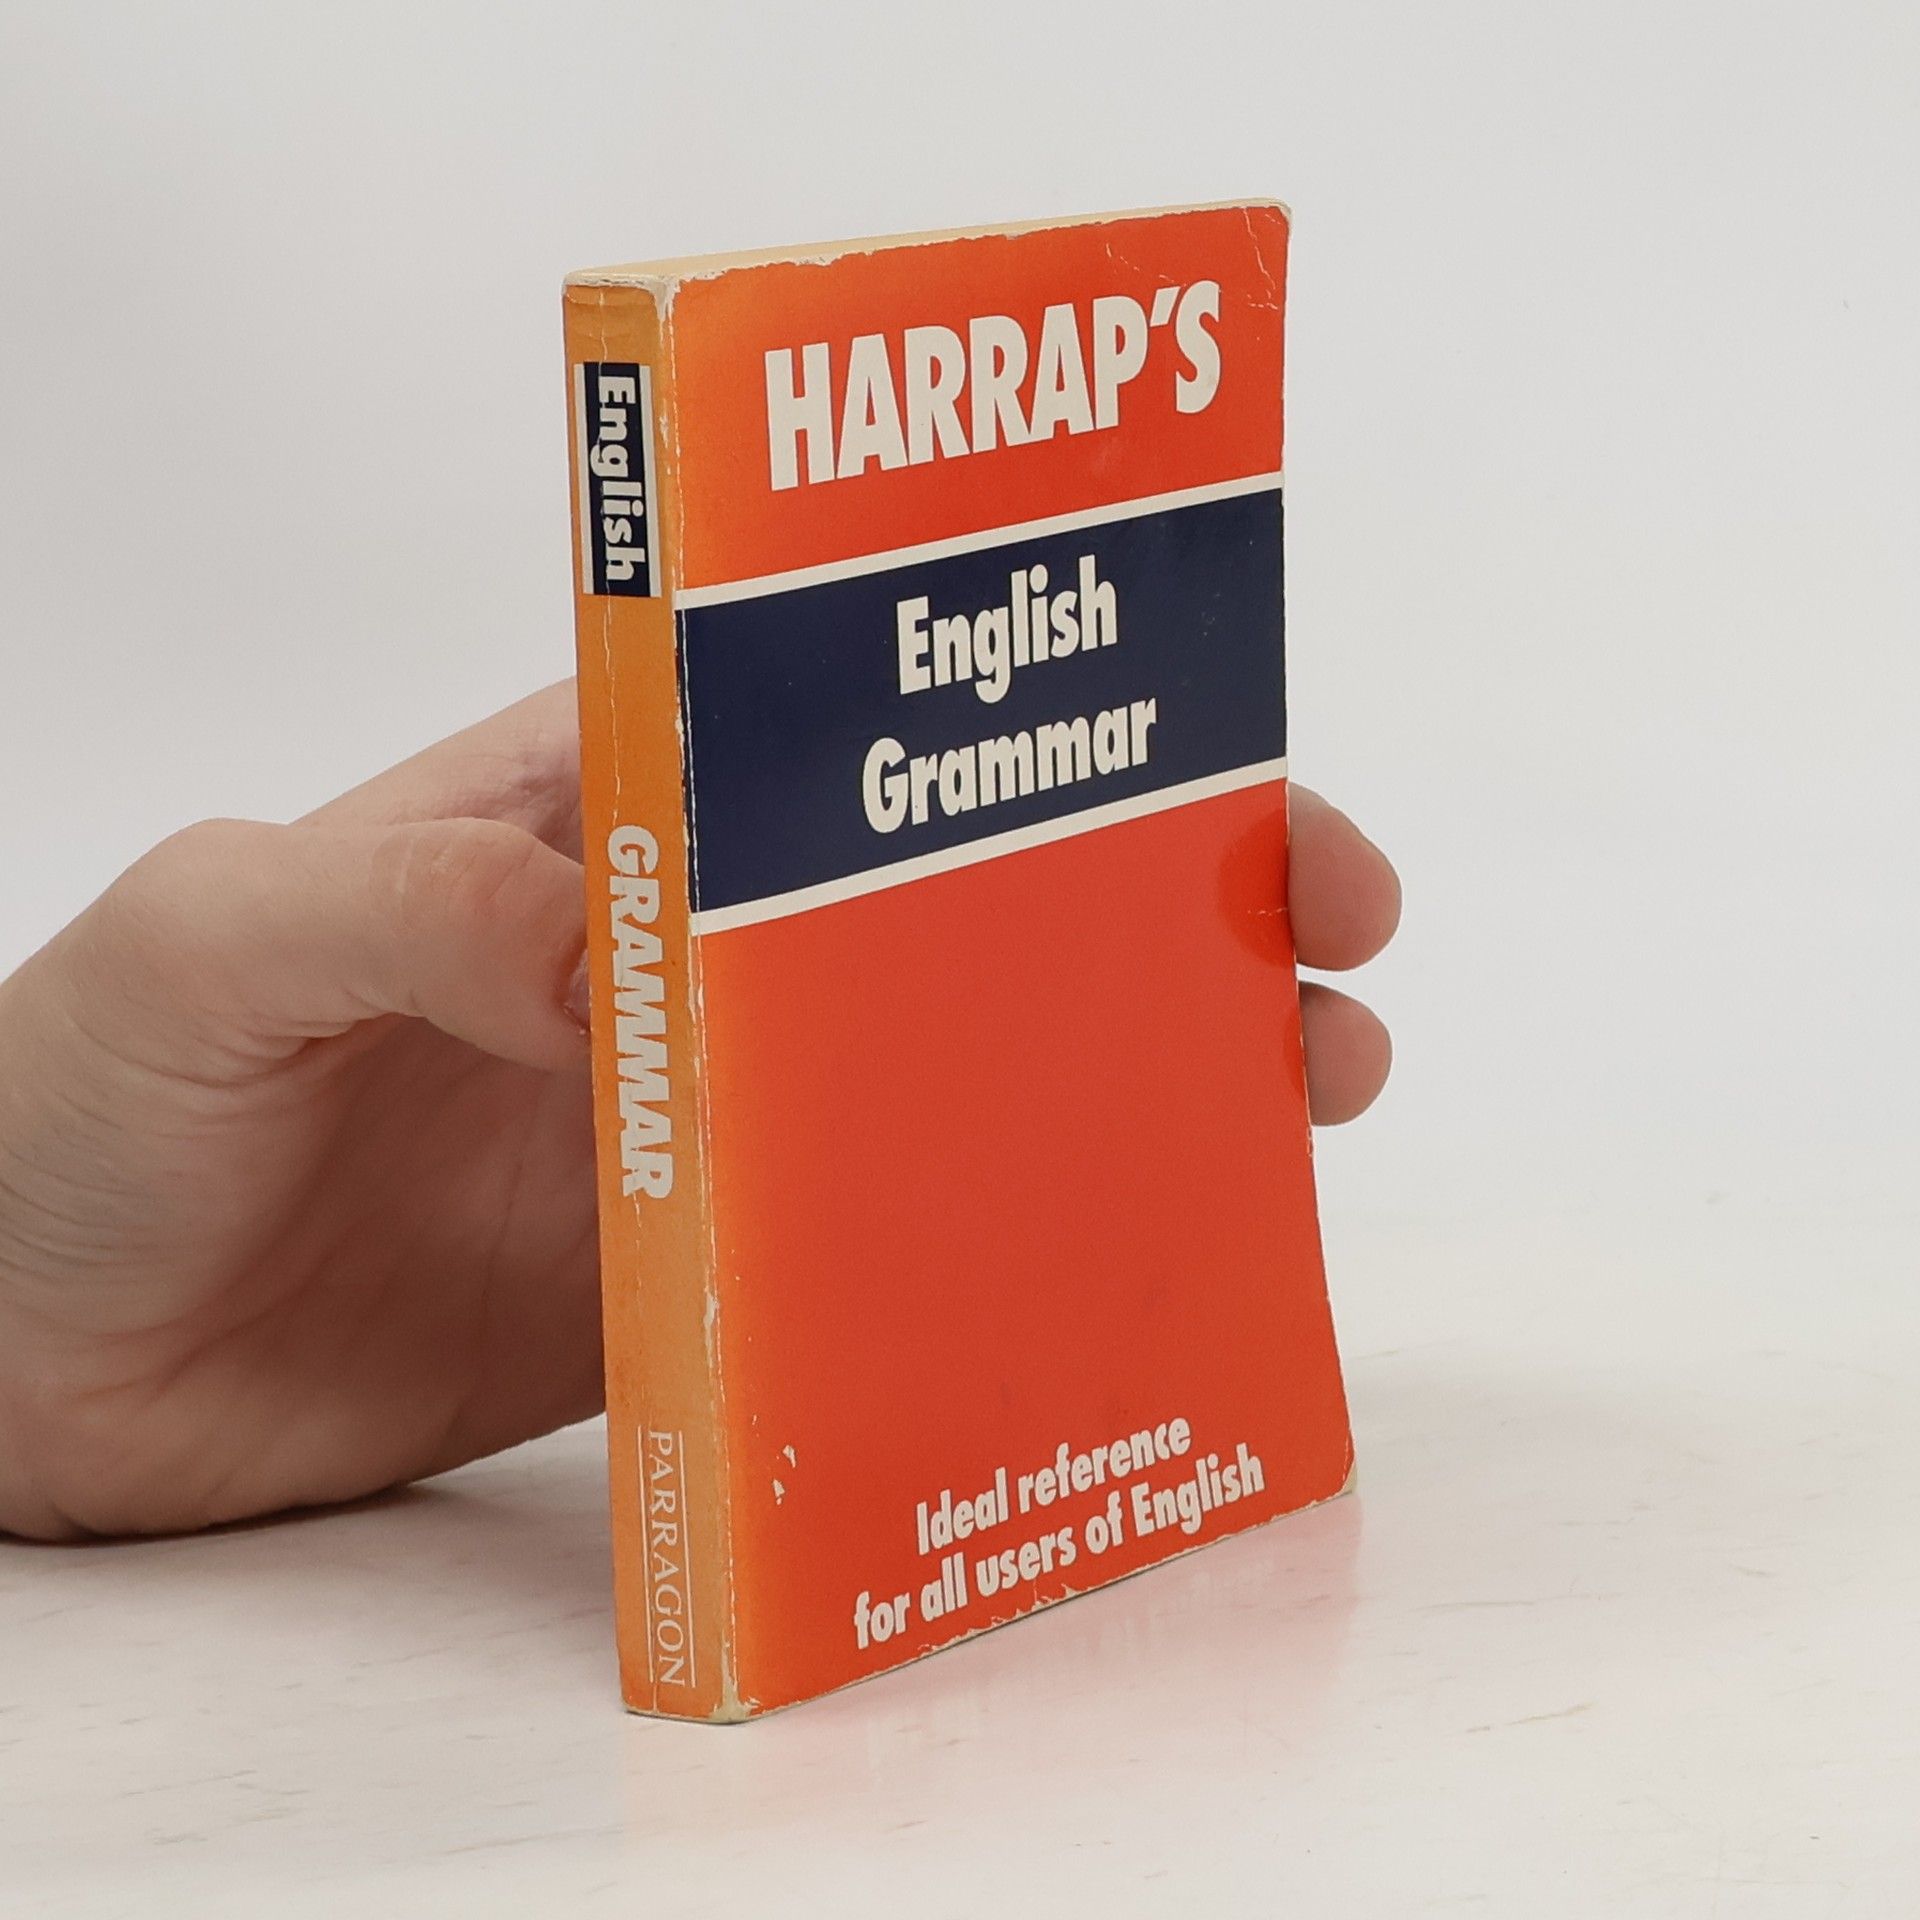 HARRAP'S
English
Grammar
Ideal reference
for all users of English
English
GRAMMAR
PARRAGON